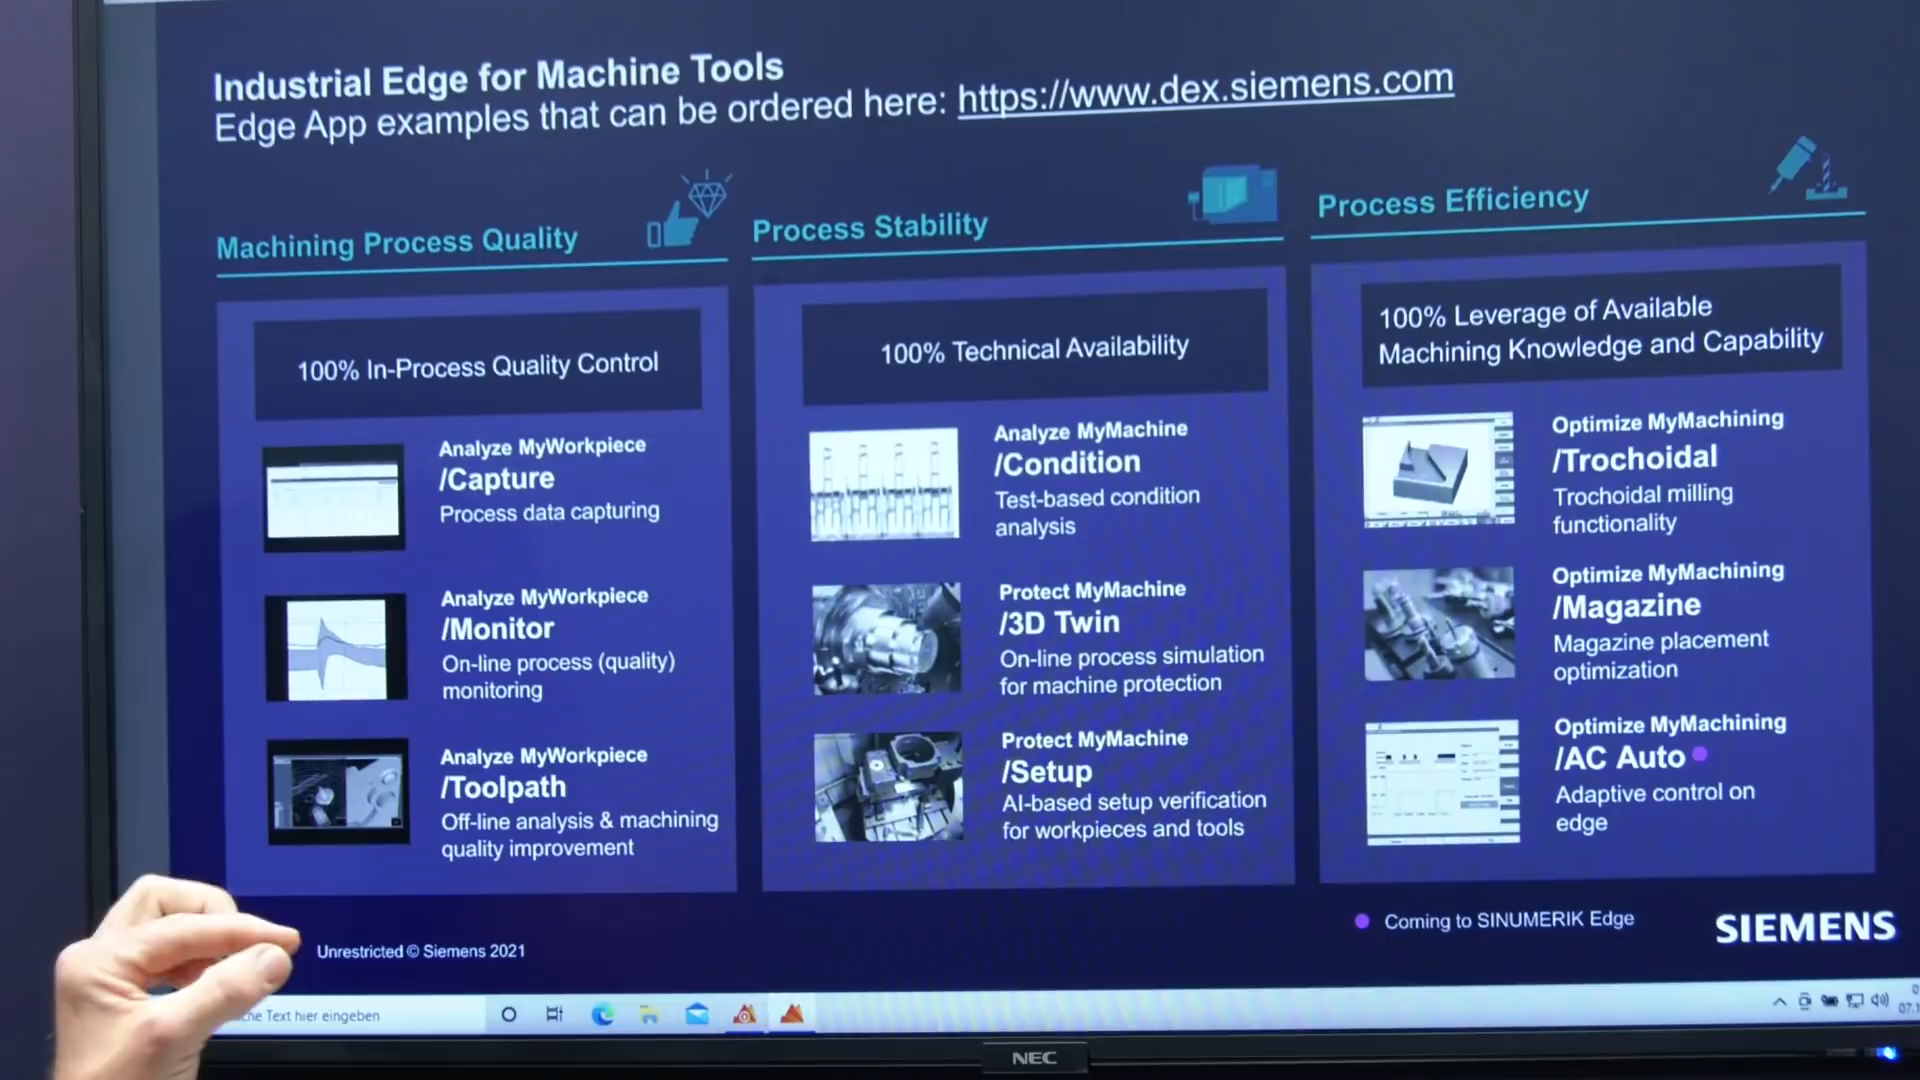 Industrial Edge for Machine Tools
Edge App examples that can be ordered here: https://www.dex.siemens.com
Machining Process Quality
100% In-Process Quality Control
Analyze MyWorkpiece
/Capture
Process data capturing
Analyze MyWorkpiece
/Monitor
On-line process (quality)
monitoring
Analyze MyWorkpiece
/Toolpath
Off-line analysis & machining
quality improvement
Process Stability
100% Technical Availability
Analyze MyMachine
/Condition
Test-based condition
analysis
Protect MyMachine
/3D Twin
On-line process simulation
for machine protection
Protect MyMachine
/Setup
AI-based setup verification
for workpieces and tools
Process Efficiency
100% Leverage of Available
Machining Knowledge and Capability
Optimize MyMachining
/Trochoidal
Trochoidal milling
functionality
Optimize MyMachining
/Magazine
Magazine placement
optimization
Optimize MyMachining
/AC Auto
Adaptive control on
edge
Coming to SINUMERIK Edge
SIEMENS
Unrestricted © Siemens 2021
Text hier eingeben
NEC